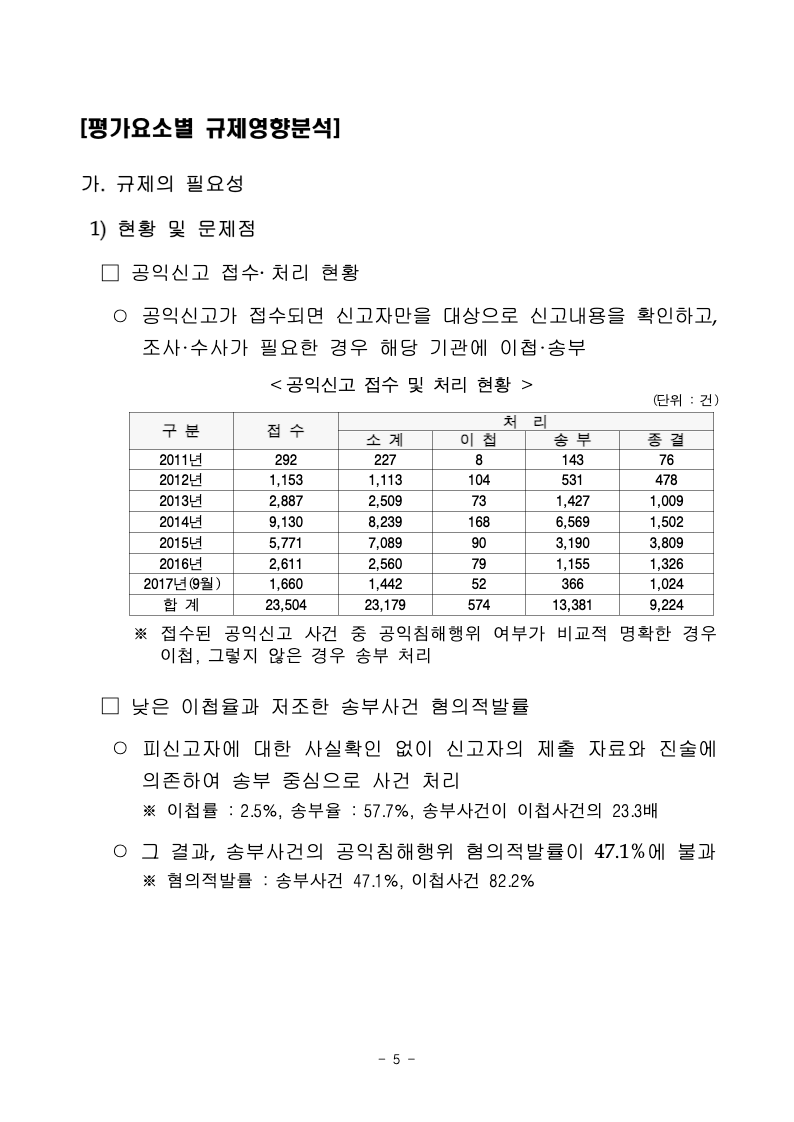 [평가요소별 규제영향분석]
가. 규제의 필요성
1) 현황 및 문제점
□ 공익신고 접수·처리 현황
○ 공익신고가 접수되면 신고자만을 대상으로 신고내용을 확인하고,
조사·수사가 필요한 경우 해당 기관에 이첩·송부
< 공익신고 접수 및 처리 현황 >
(단위 : 건)
구 분 접 수 처 리
소 계 이 첩 송 부 종 결
2011년 292 227 8 143 76
2012년 1,153 1,113 104 531 478
2013년 2,887 2,509 73 1,427 1,009
2014년 9,130 8,239 168 6,569 1,502
2015년 5,771 7,089 90 3,190 3,809
2016년 2,611 2,560 79 1,155 1,326
2017년(9월) 1,660 1,442 52 366 1,024
합 계 23,504 23,179 574 13,381 9,224
※ 접수된 공익신고 사건 중 공익침해행위 여부가 비교적 명확한 경우
이첩, 그렇지 않은 경우 송부 처리
□ 낮은 이첩율과 저조한 송부사건 혐의적발률
○ 피신고자에 대한 사실확인 없이 신고자의 제출 자료와 진술에
의존하여 송부 중심으로 사건 처리
※ 이첩률 : 2.5%, 송부율 : 57.7%, 송부사건이 이첩사건의 23.3배
○ 그 결과, 송부사건의 공익침해행위 혐의적발률이 47.1%에 불과
※ 혐의적발률 : 송부사건 47.1%, 이첩사건 82.2%
- 5 -